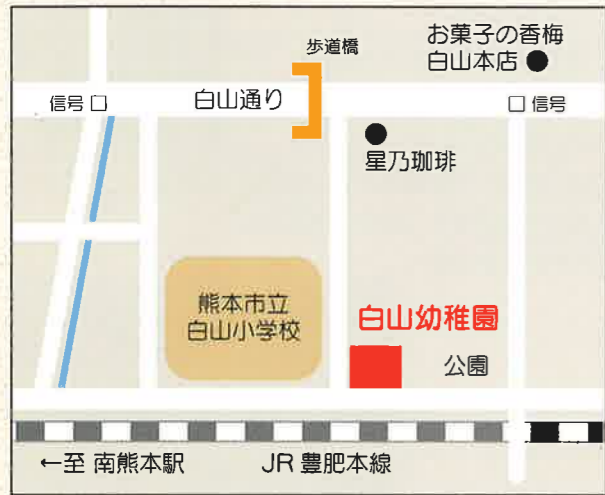 歩道橋
お菓子の香梅
白山本店
信号
白山通り
信号
星乃珈琲
熊本市立
白山小学校
白山幼稚園
公園
←至 南熊本駅
JR 豊肥本線